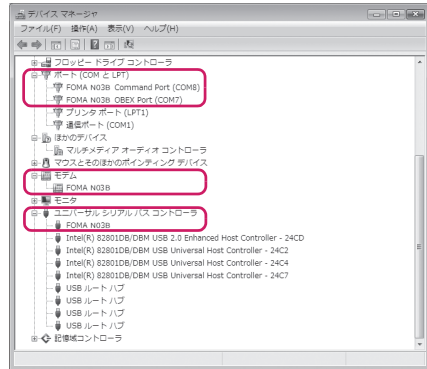 デバイス マネージャ
ファイル(F) 操作(A) 表示(V) ヘルプ(H)
フロッピー ドライブ コントローラ
ポート (COM と LPT)
FOMA N03B Command Port (COM8)
FOMA N03B OBEX Port (COM7)
プリンタ ポート (LPT1)
通信ポート (COM1)
ほかのデバイス
マルチメディア オーディオ コントローラ
マウスとそのほかのポインティング デバイス
モデム
FOMA N03B
モニタ
ユニバーサル シリアル バス コントローラ
FOMA N03B
Intel(R) 82801DB/DBM USB 2.0 Enhanced Host Controller - 24CD
Intel(R) 82801DB/DBM USB Universal Host Controller - 24C2
Intel(R) 82801DB/DBM USB Universal Host Controller - 24C4
Intel(R) 82801DB/DBM USB Universal Host Controller - 24C7
USB ルート ハブ
USB ルート ハブ
USB ルート ハブ
USB ルート ハブ
記憶域コントローラ